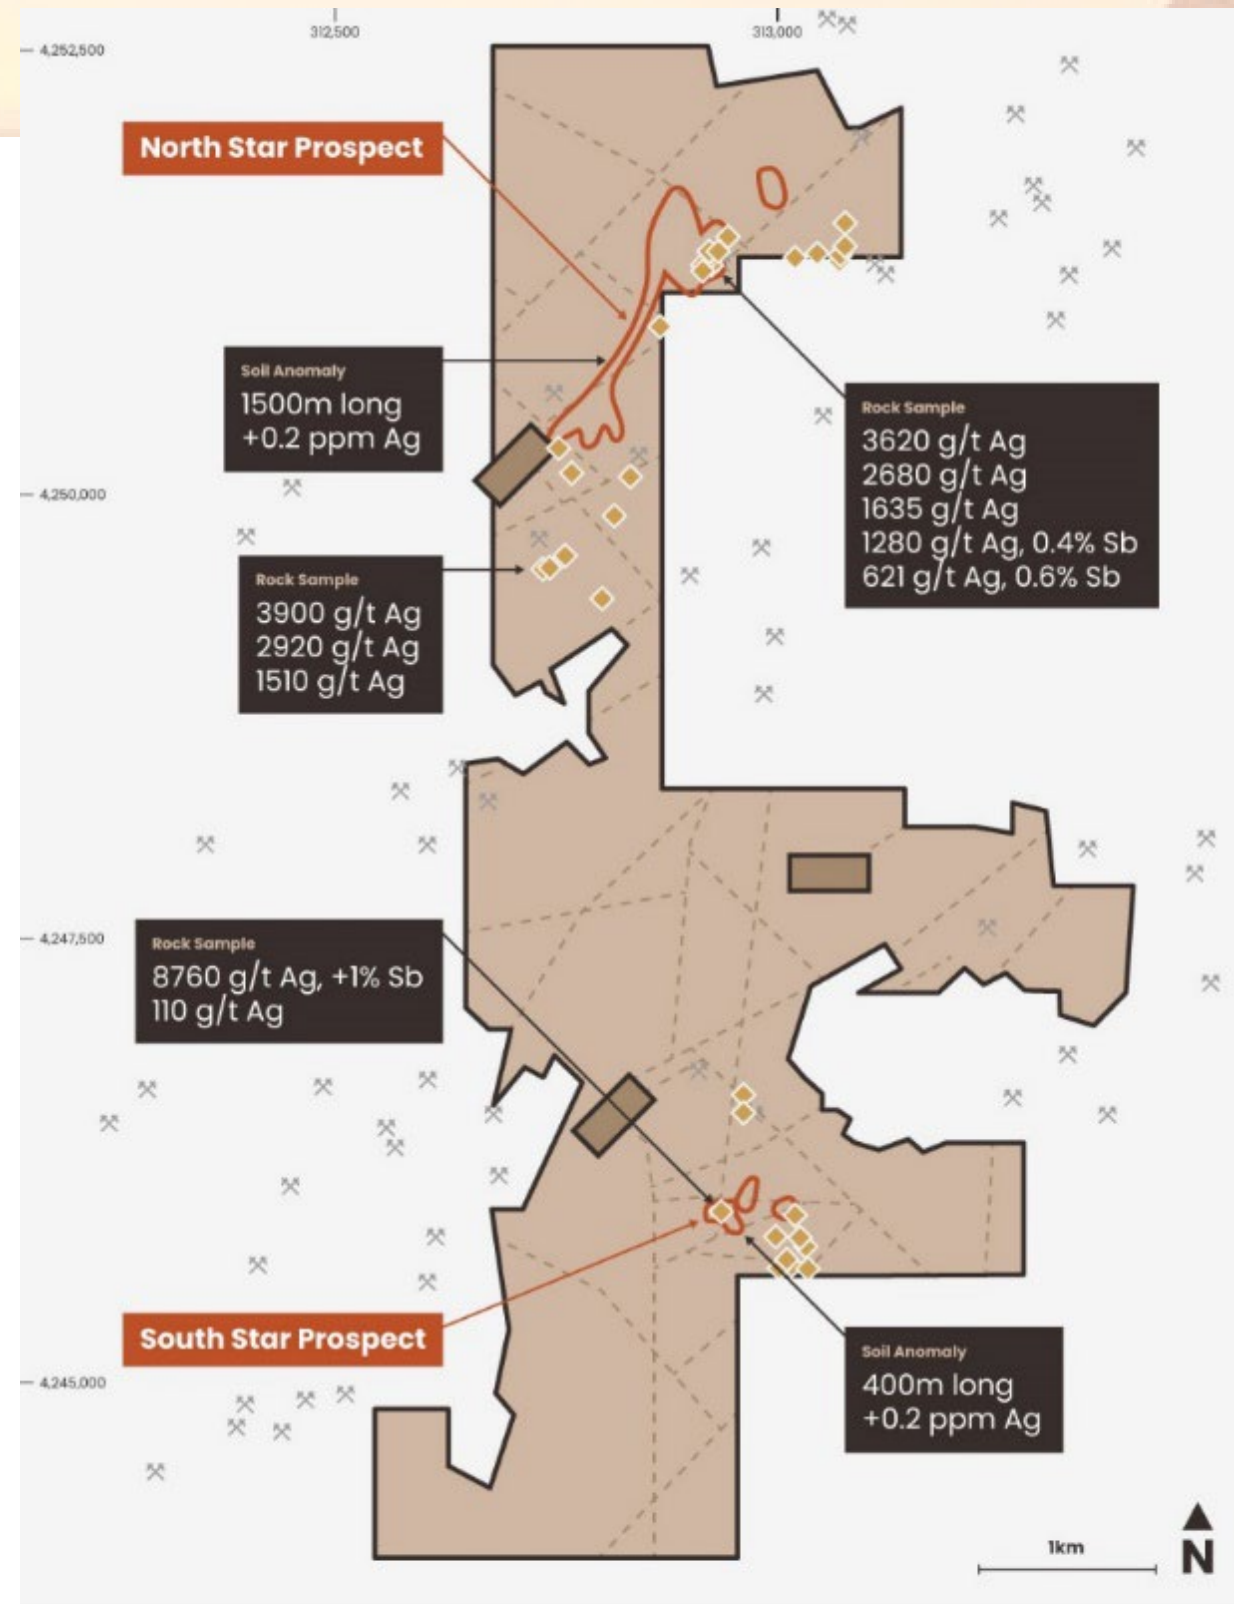 312,500
313,000
4,252,500
North Star Prospect
Soil Anomaly
1500m long
+0.2 ppm Ag
Rock Sample
3620 g/t Ag
2680 g/t Ag
1635 g/t Ag
1280 g/t Ag, 0.4% Sb
621 g/t Ag, 0.6% Sb
4,250,000
Rock Sample
3900 g/t Ag
2920 g/t Ag
1510 g/t Ag
4,247,500
Rock Sample
8760 g/t Ag, +1% Sb
110 g/t Ag
South Star Prospect
Soil Anomaly
400m long
+0.2 ppm Ag
4,245,000
1km
N